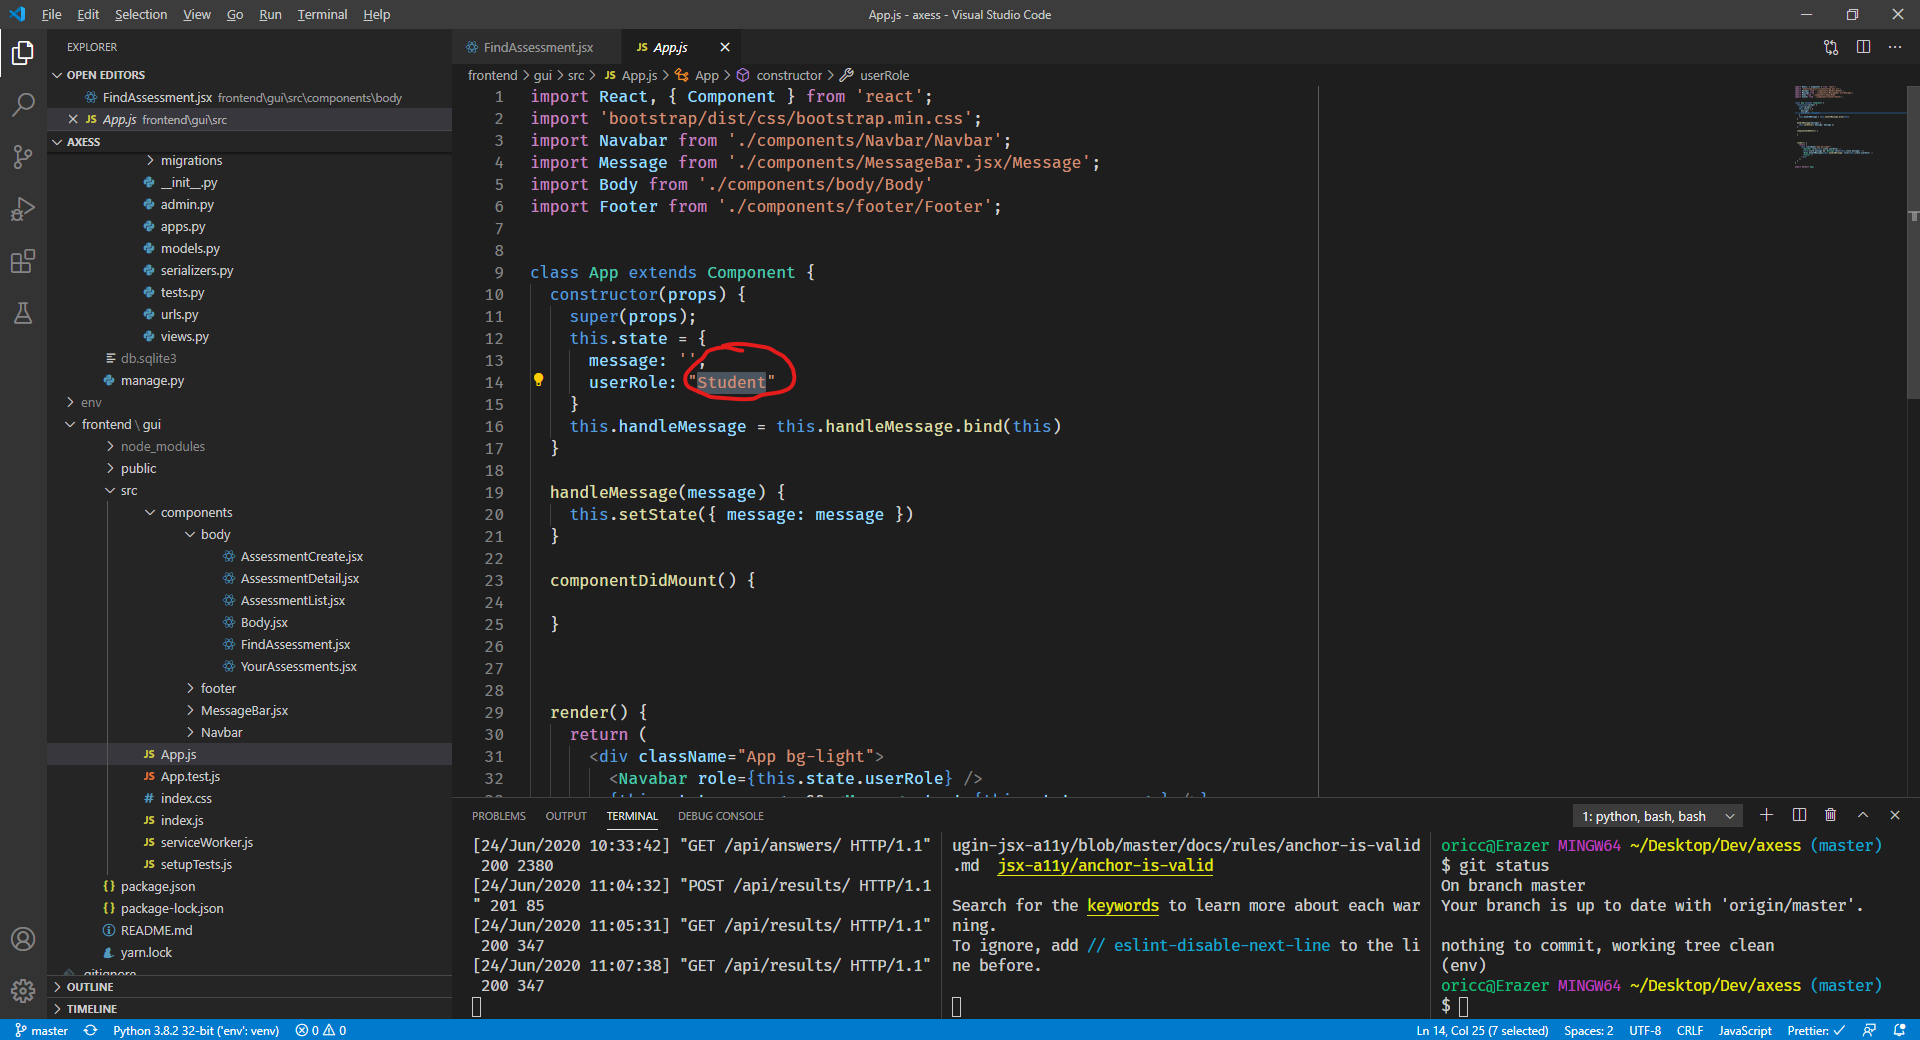 File Edit Selection View Go Run Terminal Help
App.js - axess - Visual Studio Code
EXPLORER
OPEN EDITORS
FindAssessment.jsx frontend\gui\src\components\body
App.js frontend\gui\src
AXESS
migrations
__init__.py
admin.py
apps.py
models.py
serializers.py
tests.py
urls.py
views.py
db.sqlite3
manage.py
env
frontend \ gui
node_modules
public
src
components
body
AssessmentCreate.jsx
AssessmentDetail.jsx
AssessmentList.jsx
Body.jsx
FindAssessment.jsx
YourAssessments.jsx
footer
MessageBar.jsx
Navbar
JS App.js
JS App.test.js
# index.css
JS index.js
JS serviceWorker.js
JS setupTests.js
{} package.json
{} package-lock.json
README.md
yarn.lock
.gitignore
OUTLINE
TIMELINE
FindAssessment.jsx
JS App.js
frontend > gui > src > JS App.js > App > constructor > userRole
1 import React, { Component } from 'react';
2 import 'bootstrap/dist/css/bootstrap.min.css';
3 import Navabar from './components/Navbar/Navbar';
4 import Message from './components/MessageBar.jsx/Message';
5 import Body from './components/body/Body'
6 import Footer from './components/footer/Footer';
7
8
9 class App extends Component {
10 constructor(props) {
11 super(props);
12 this.state = {
13 message: '',
14 userRole: "Student"
15 }
16 this.handleMessage = this.handleMessage.bind(this)
17 }
18
19 handleMessage(message) {
20 this.setState({ message: message })
21 }
22
23 componentDidMount() {
24
25 }
26
27
28
29 render() {
30 return (
31 <div className="App bg-light">
32 <Navabar role={this.state.userRole} />
PROBLEMS OUTPUT TERMINAL DEBUG CONSOLE
1: python, bash, bash
[24/Jun/2020 10:33:42] "GET /api/answers/ HTTP/1.1"
200 2380
[24/Jun/2020 11:04:32] "POST /api/results/ HTTP/1.1
" 201 85
[24/Jun/2020 11:05:31] "GET /api/results/ HTTP/1.1"
200 347
[24/Jun/2020 11:07:38] "GET /api/results/ HTTP/1.1"
200 347
ugin-jsx-a11y/blob/master/docs/rules/anchor-is-valid
.md jsx-a11y/anchor-is-valid
Search for the keywords to learn more about each war
ning.
To ignore, add // eslint-disable-next-line to the li
ne before.
oricc@Erazer MINGW64 ~/Desktop/Dev/axess (master)
$ git status
On branch master
Your branch is up to date with 'origin/master'.
nothing to commit, working tree clean
(env)
oricc@Erazer MINGW64 ~/Desktop/Dev/axess (master)
$
master
Python 3.8.2 32-bit ('env': venv)
0 0
Ln 14, Col 25 (7 selected)
Spaces: 2
UTF-8
CRLF
JavaScript
Prettier: ✓